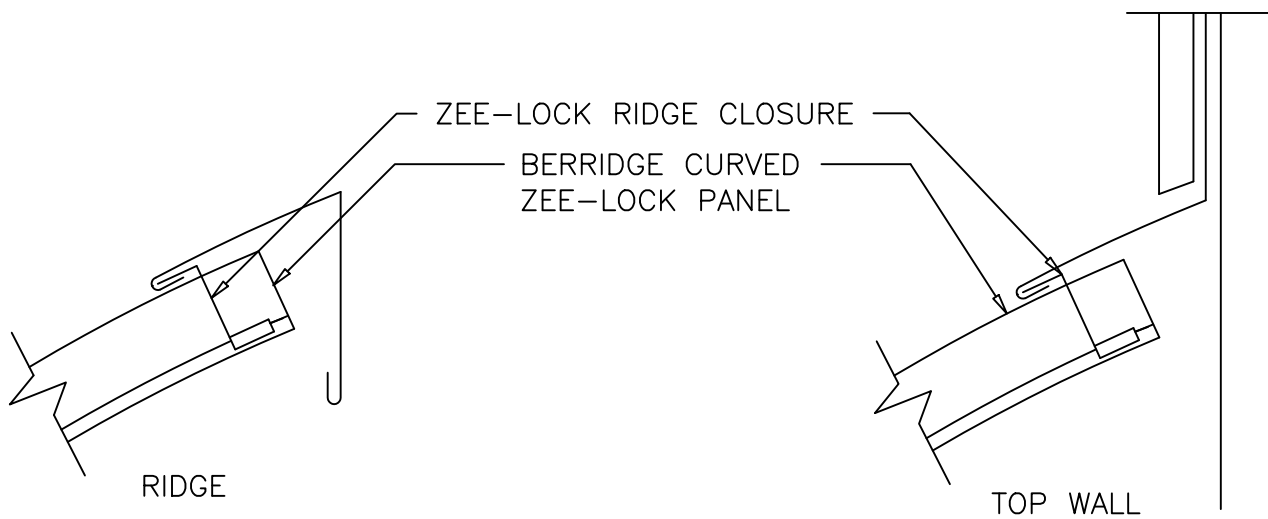 ZEE-LOCK RIDGE CLOSURE
BERRIDGE CURVED
ZEE-LOCK PANEL
RIDGE
TOP WALL